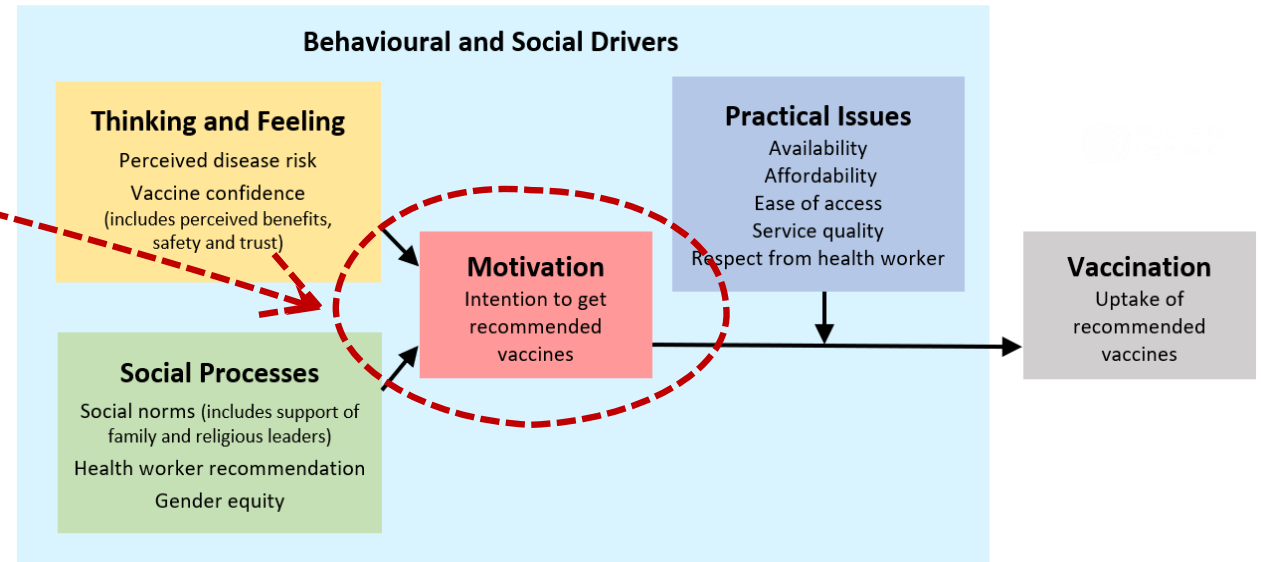 Behavioural and Social Drivers
Thinking and Feeling
Perceived disease risk
Vaccine confidence
(includes perceived benefits,
safety and trust)
Social Processes
Social norms (includes support of
family and religious leaders)
Health worker recommendation
Gender equity
Motivation
Intention to get
recommended
vaccines
Practical Issues
Availability
Affordability
Ease of access
Service quality
Respect from health worker
Vaccination
Uptake of
recommended
vaccines